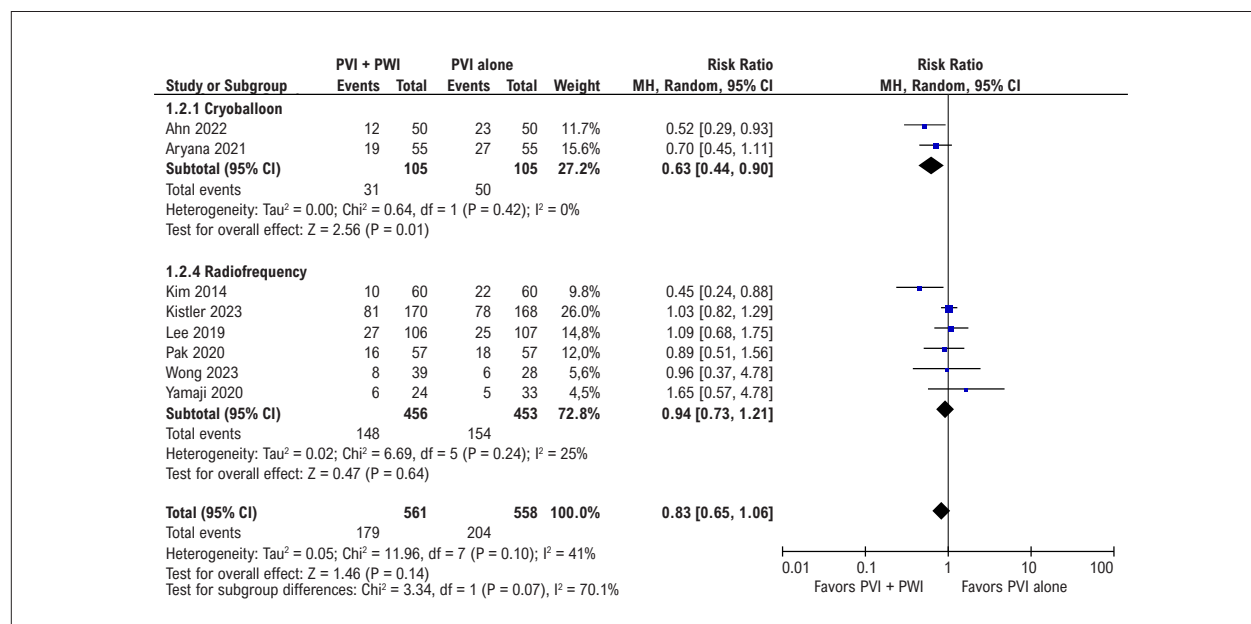 PVI + PWI PVI alone Risk Ratio Risk Ratio
Study or Subgroup Events Total Events Total Weight MH, Random, 95% CI MH, Random, 95% CI
1.2.1 Cryoballoon
Ahn 2022 12 50 23 50 11.7% 0.52 [0.29, 0.93]
Aryana 2021 19 55 27 55 15.6% 0.70 [0.45, 1.11]
Subtotal (95% CI) 105 105 27.2% 0.63 [0.44, 0.90]
Total events 31 50
Heterogeneity: Tau² = 0.00; Chi² = 0.64, df = 1 (P = 0.42); I² = 0%
Test for overall effect: Z = 2.56 (P = 0.01)
1.2.4 Radiofrequency
Kim 2014 10 60 22 60 9.8% 0.45 [0.24, 0.88]
Kistler 2023 81 170 78 168 26.0% 1.03 [0.82, 1.29]
Lee 2019 27 106 25 107 14,8% 1.09 [0.68, 1.75]
Pak 2020 16 57 18 57 12,0% 0.89 [0.51, 1.56]
Wong 2023 8 39 6 28 5,6% 0.96 [0.37, 4.78]
Yamaji 2020 6 24 5 33 4,5% 1.65 [0.57, 4.78]
Subtotal (95% CI) 456 453 72.8% 0.94 [0.73, 1.21]
Total events 148 154
Heterogeneity: Tau² = 0.02; Chi² = 6.69, df = 5 (P = 0.24); I² = 25%
Test for overall effect: Z = 0.47 (P = 0.64)
Total (95% CI) 561 558 100.0% 0.83 [0.65, 1.06]
Total events 179 204
Heterogeneity: Tau² = 0.05; Chi² = 11.96, df = 7 (P = 0.10); I² = 41%
Test for overall effect: Z = 1.46 (P = 0.14)
Test for subgroup differences: Chi² = 3.34, df = 1 (P = 0.07), I² = 70.1%
0.01 0.1 1 10 100
Favors PVI + PWI Favors PVI alone